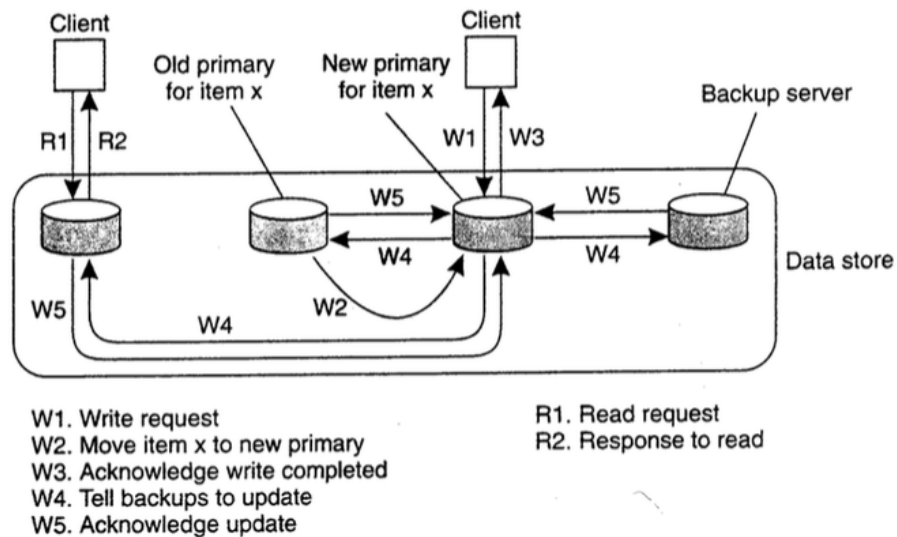 Client
Client
Old primary
for item x
New primary
for item x
Backup server
R1
R2
W1
W3
W5
W5
W4
W4
Data store
W5
W2
W4
W1. Write request
W2. Move item x to new primary
W3. Acknowledge write completed
W4. Tell backups to update
W5. Acknowledge update
R1. Read request
R2. Response to read